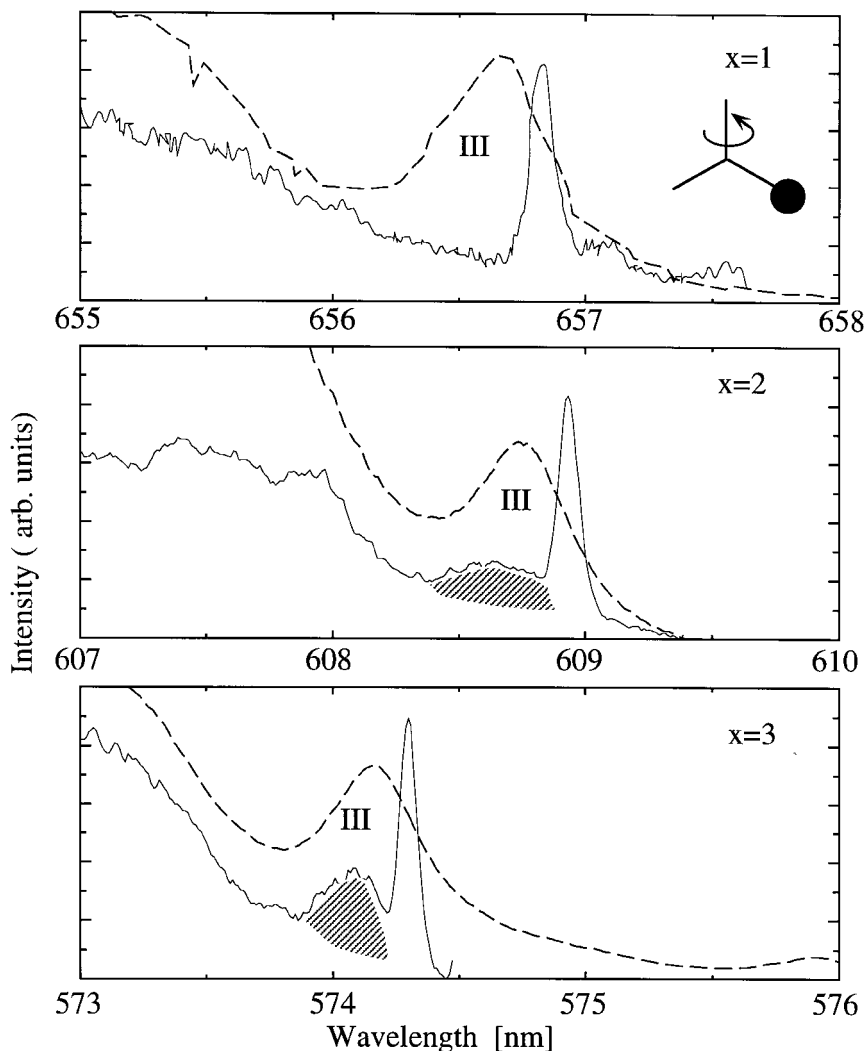 x=1
III
655 656 657 658
x=2
III
607 608 609 610
x=3
III
573 574 575 576
Wavelength [nm]
Intensity ( arb. units)